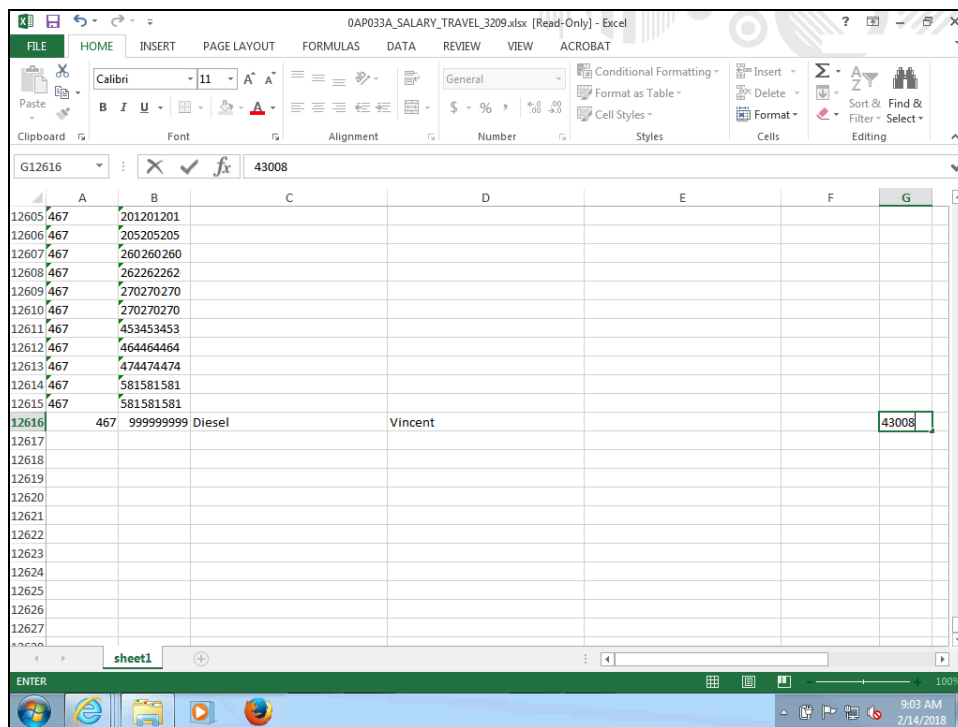 0AP033A_SALARY_TRAVEL_3209.xlsx [Read-Only] - Excel
FILE HOME INSERT PAGE LAYOUT FORMULAS DATA REVIEW VIEW ACROBAT
Calibri 11 General Conditional Formatting Insert
Paste Format as Table Delete Sort & Find &
B I U A $ % , Cell Styles Format Filter Select
Clipboard Font Alignment Number Styles Cells Editing
G12616 fx 43008
A B C D E F G
12605 467 201201201
12606 467 205205205
12607 467 260260260
12608 467 262262262
12609 467 270270270
12610 467 270270270
12611 467 453453453
12612 467 464464464
12613 467 474474474
12614 467 581581581
12615 467 581581581
12616 467 999999999 Diesel Vincent 43008
12617
12618
12619
12620
12621
12622
12623
12624
12625
12626
12627
sheet1
ENTER 100%
9:03 AM
2/14/2018